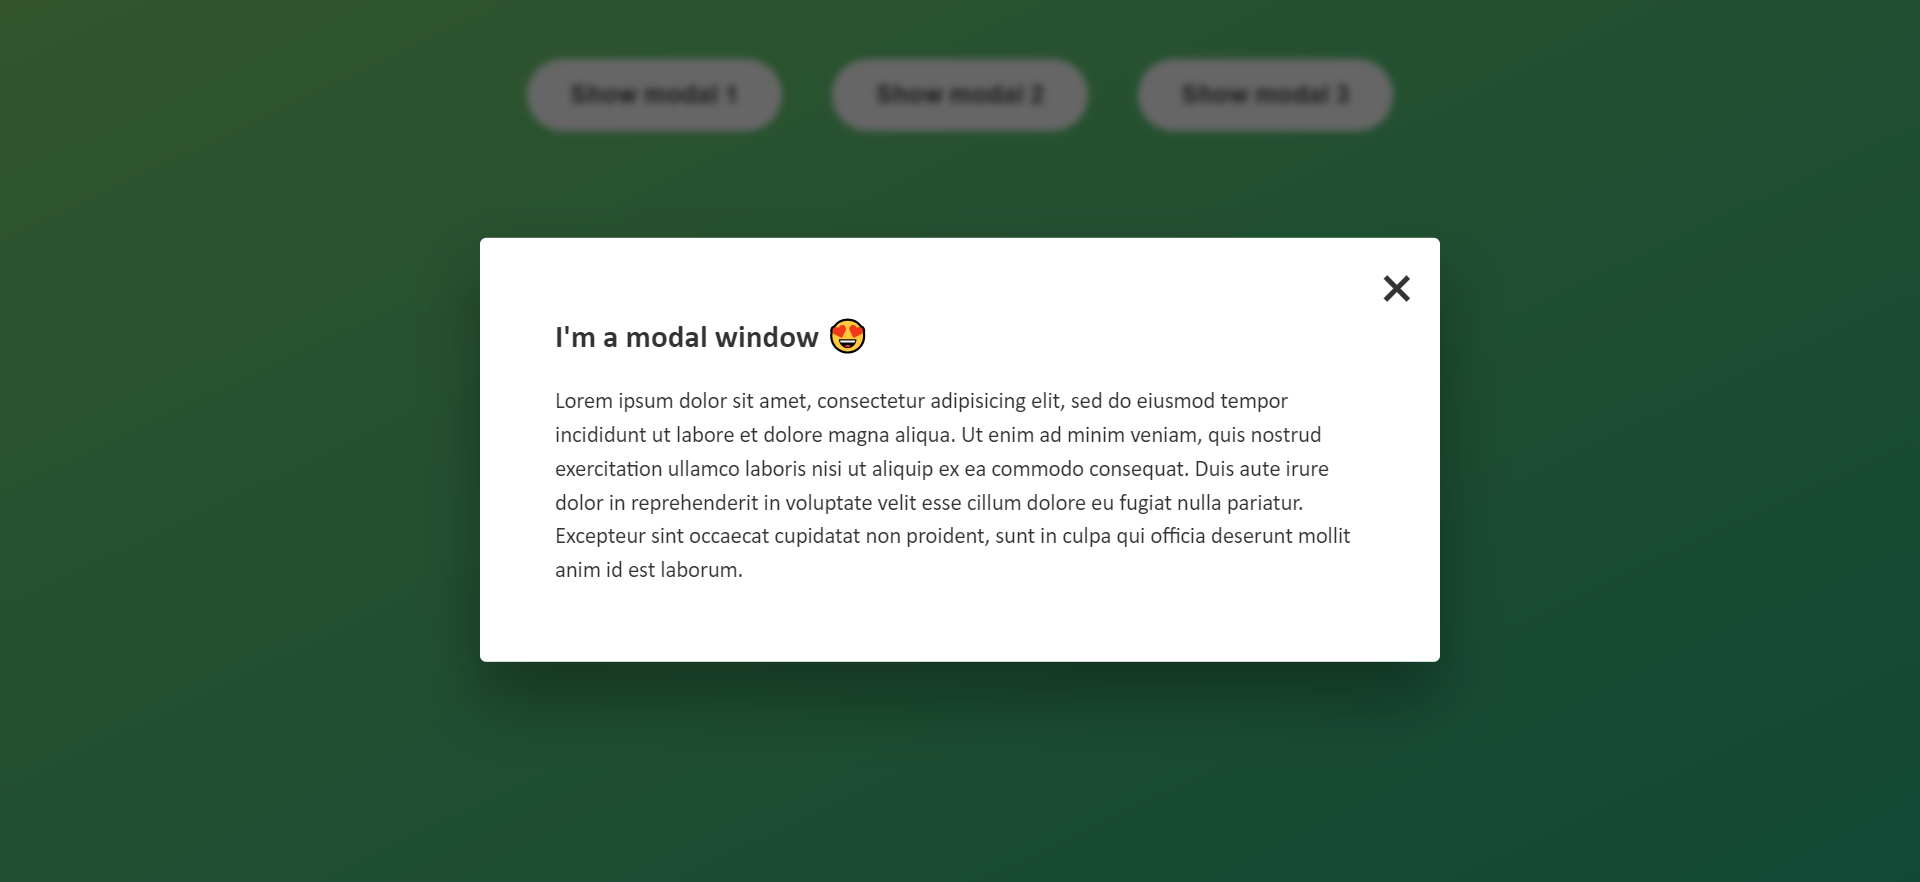 Show modal 1 Show modal 2 Show modal 3
×
I'm a modal window 😍
Lorem ipsum dolor sit amet, consectetur adipisicing elit, sed do eiusmod tempor
incididunt ut labore et dolore magna aliqua. Ut enim ad minim veniam, quis nostrud
exercitation ullamco laboris nisi ut aliquip ex ea commodo consequat. Duis aute irure
dolor in reprehenderit in voluptate velit esse cillum dolore eu fugiat nulla pariatur.
Excepteur sint occaecat cupidatat non proident, sunt in culpa qui officia deserunt mollit
anim id est laborum.